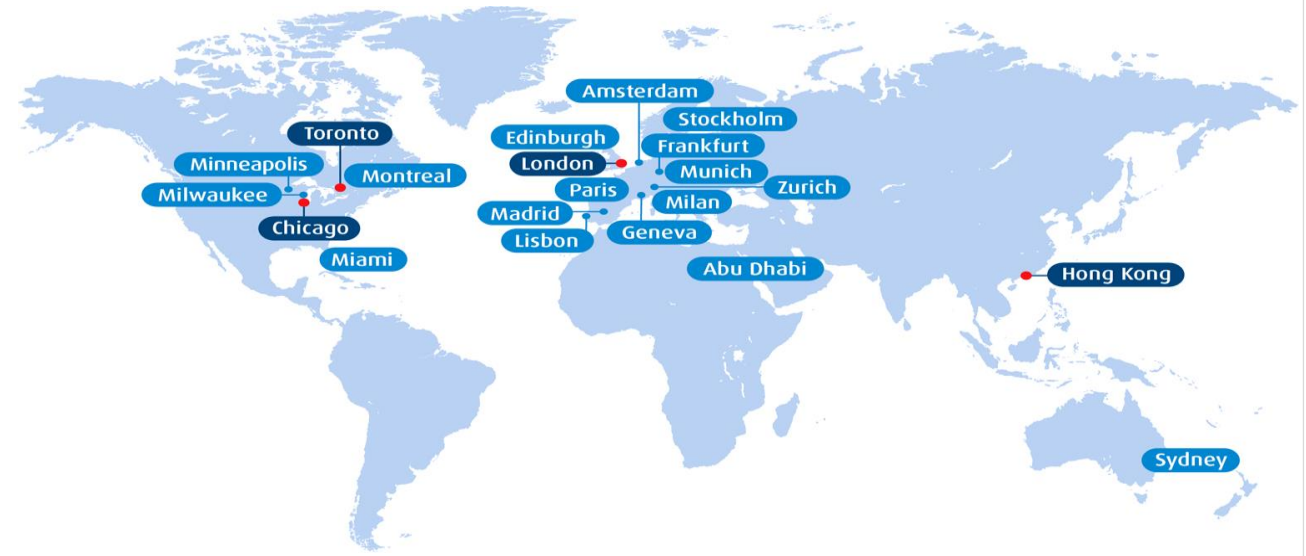 Amsterdam
Stockholm
Edinburgh
Frankfurt
London
Munich
Paris
Zurich
Milan
Madrid
Geneva
Lisbon
Toronto
Minneapolis
Montreal
Milwaukee
Chicago
Miami
Abu Dhabi
Hong Kong
Sydney